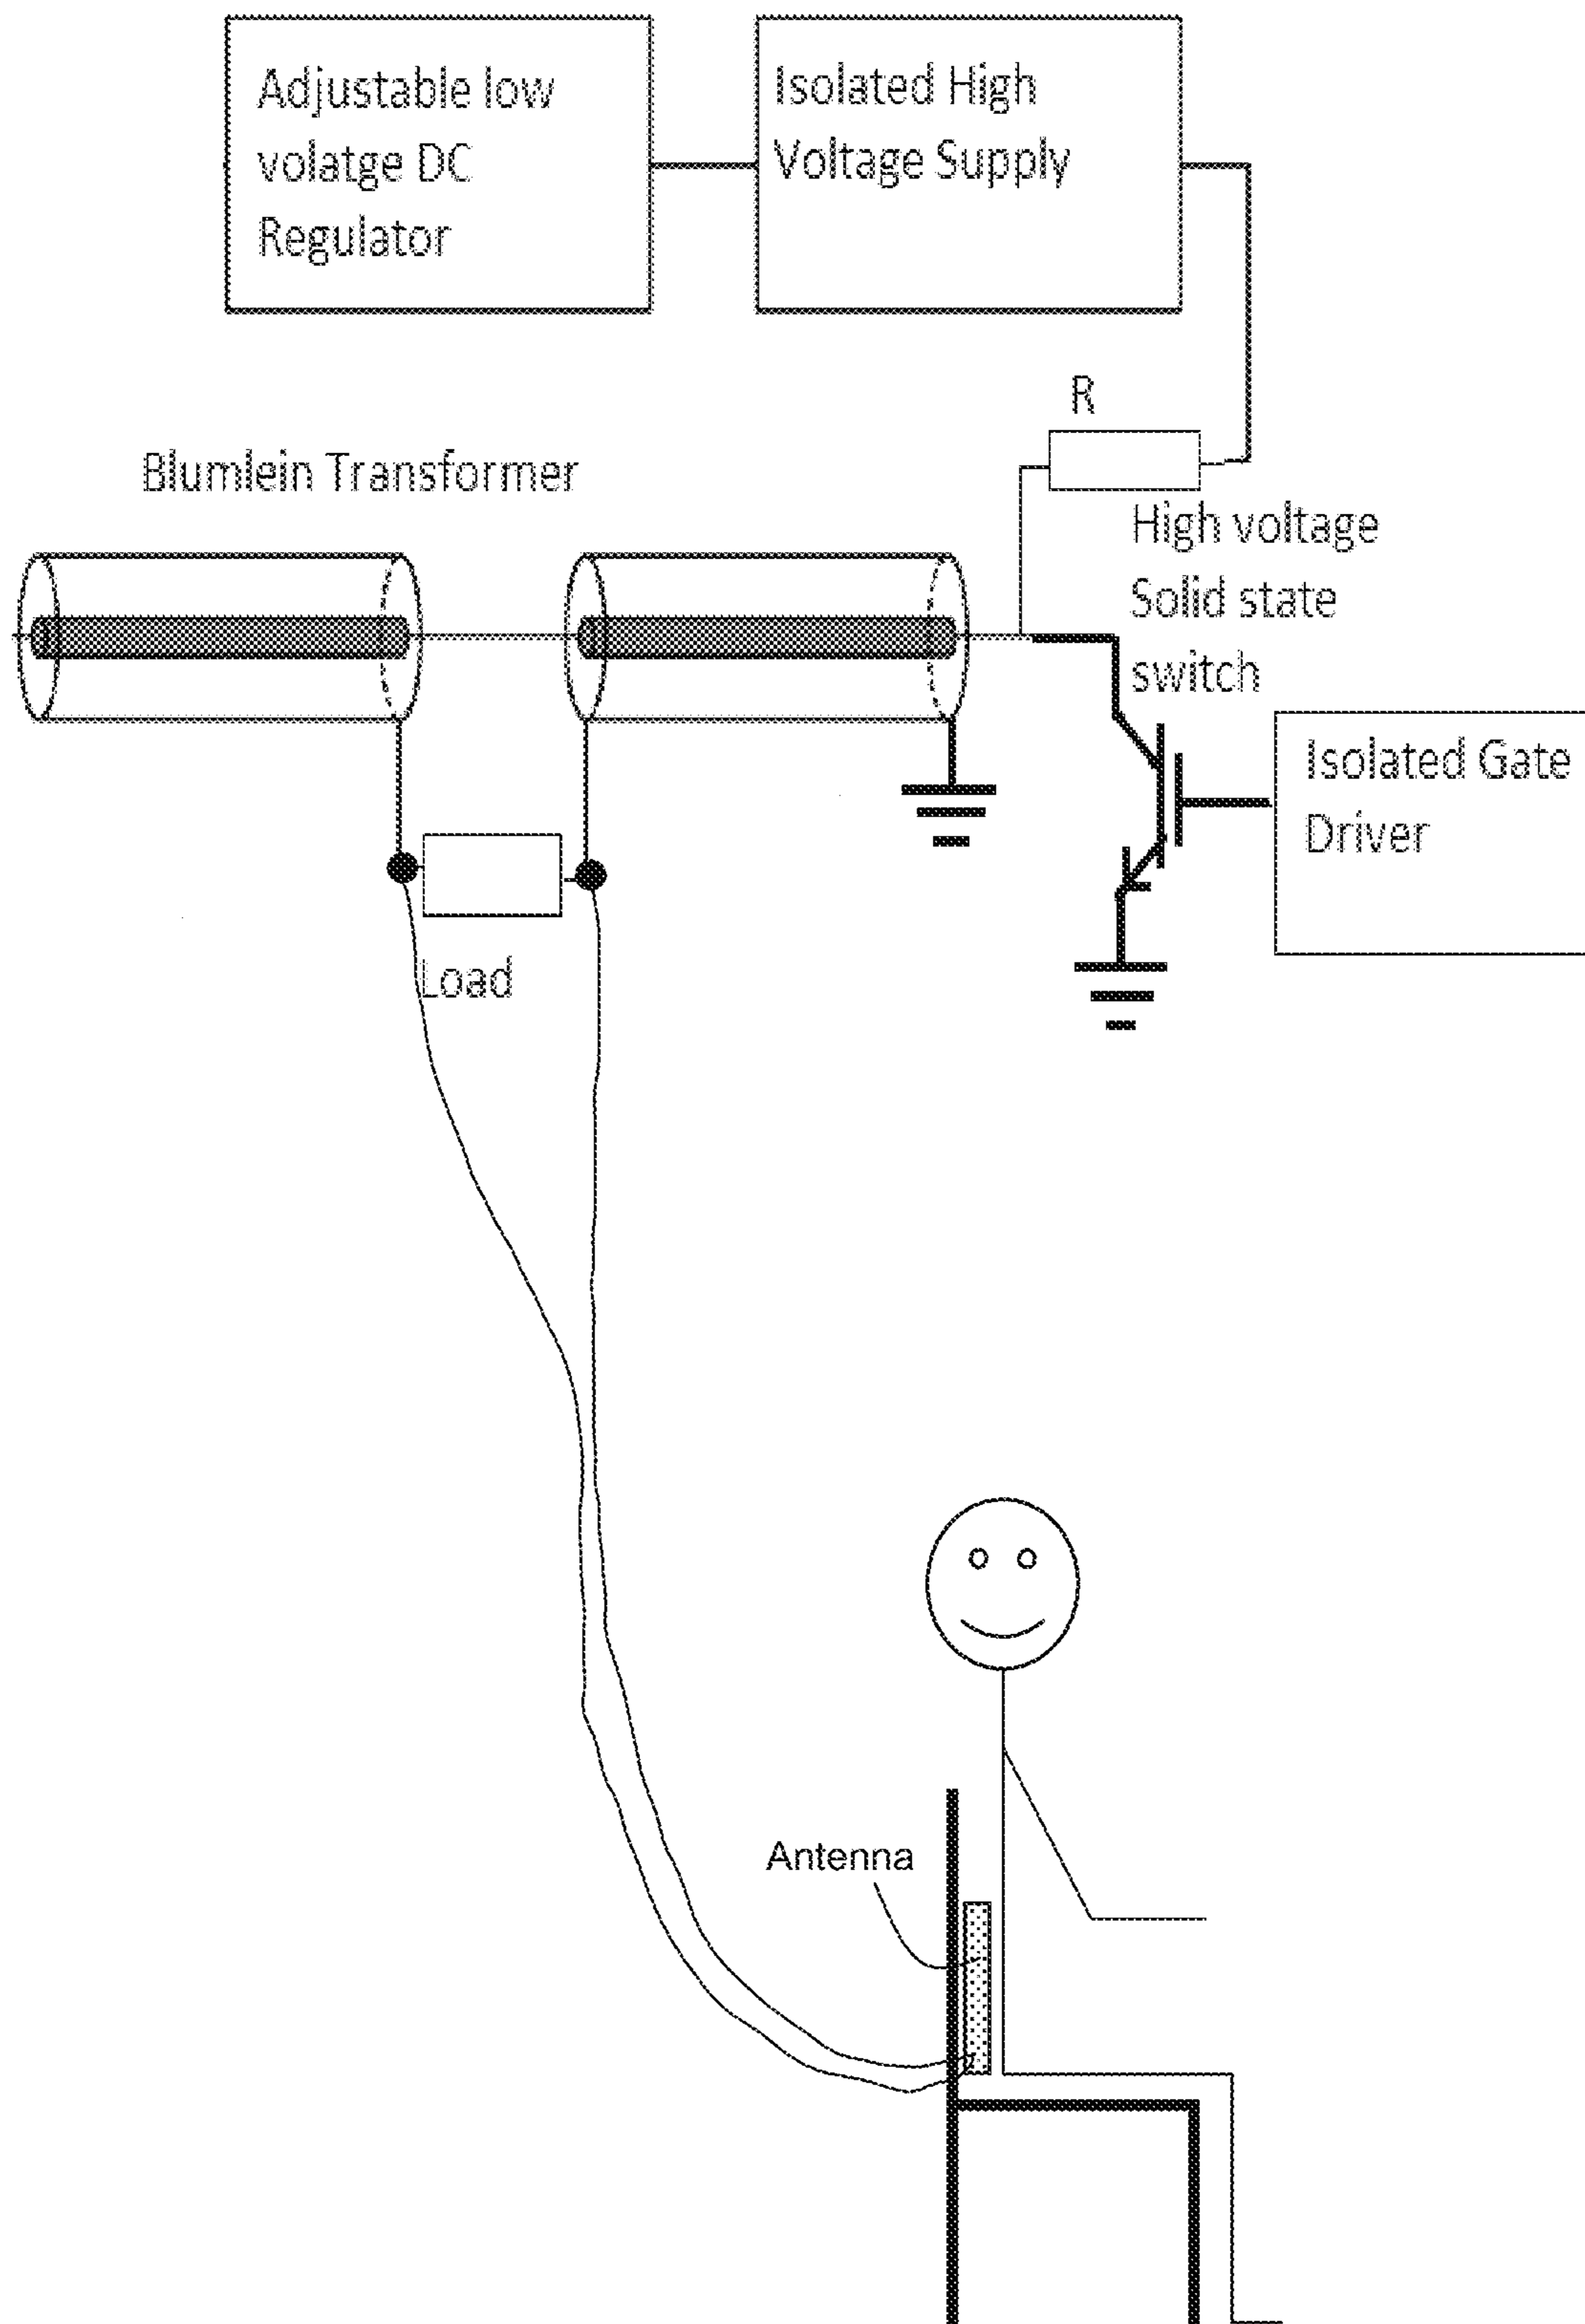 Adjustable low
volatge DC
Regulator
Isolated High
Voltage Supply
R
Blumlein Transformer
High voltage
Solid state
switch
Isolated Gate
Driver
Load
Antenna